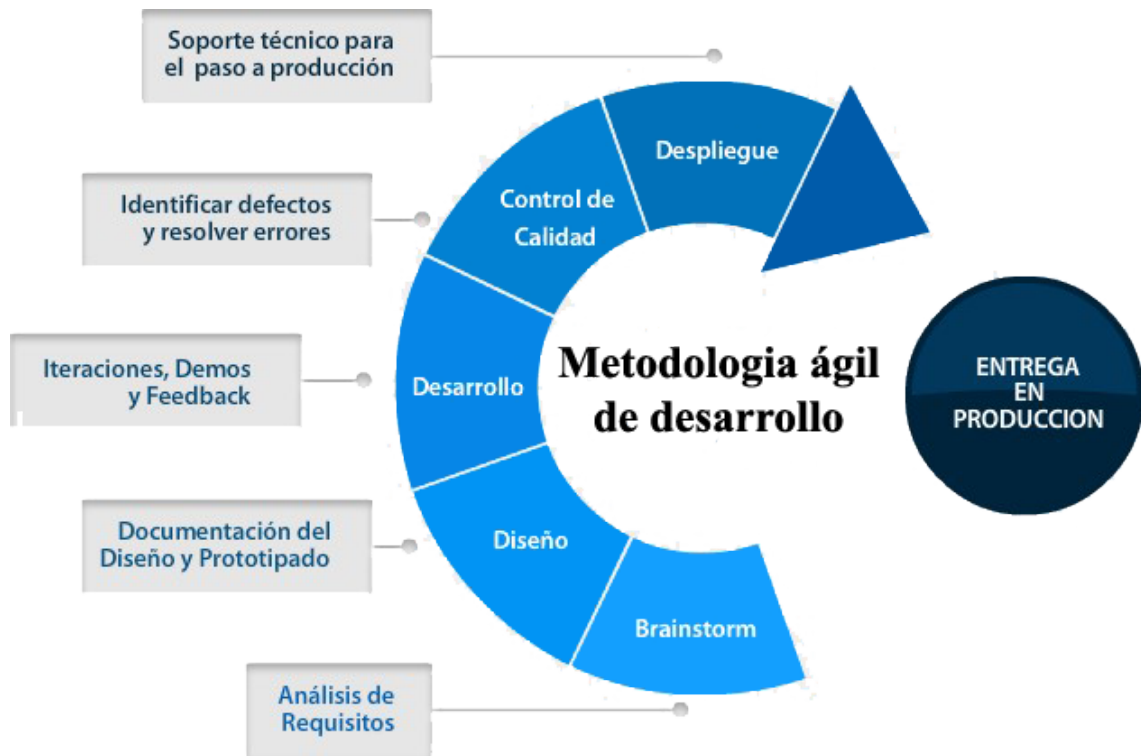 Soporte técnico para
el paso a producción
Despliegue
Control de
Calidad
Identificar defectos
y resolver errores
Iteraciones, Demos
y Feedback
Desarrollo
Metodologia ágil
de desarrollo
ENTREGA
EN
PRODUCCION
Documentación del
Diseño y Prototipado
Diseño
Brainstorm
Análisis de
Requisitos